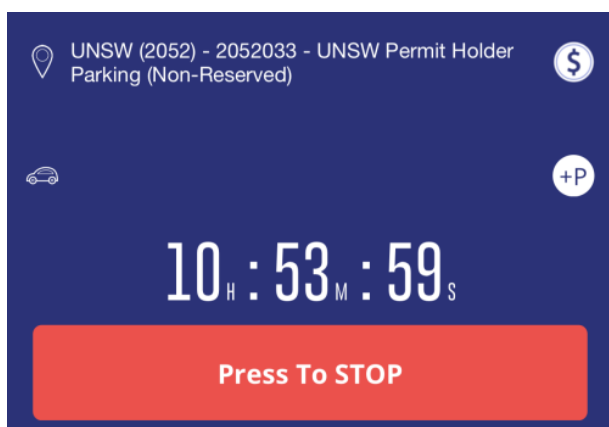 UNSW (2052) - 2052033 - UNSW Permit Holder
Parking (Non-Reserved)
$
+P
10H : 53M : 59S
Press To STOP